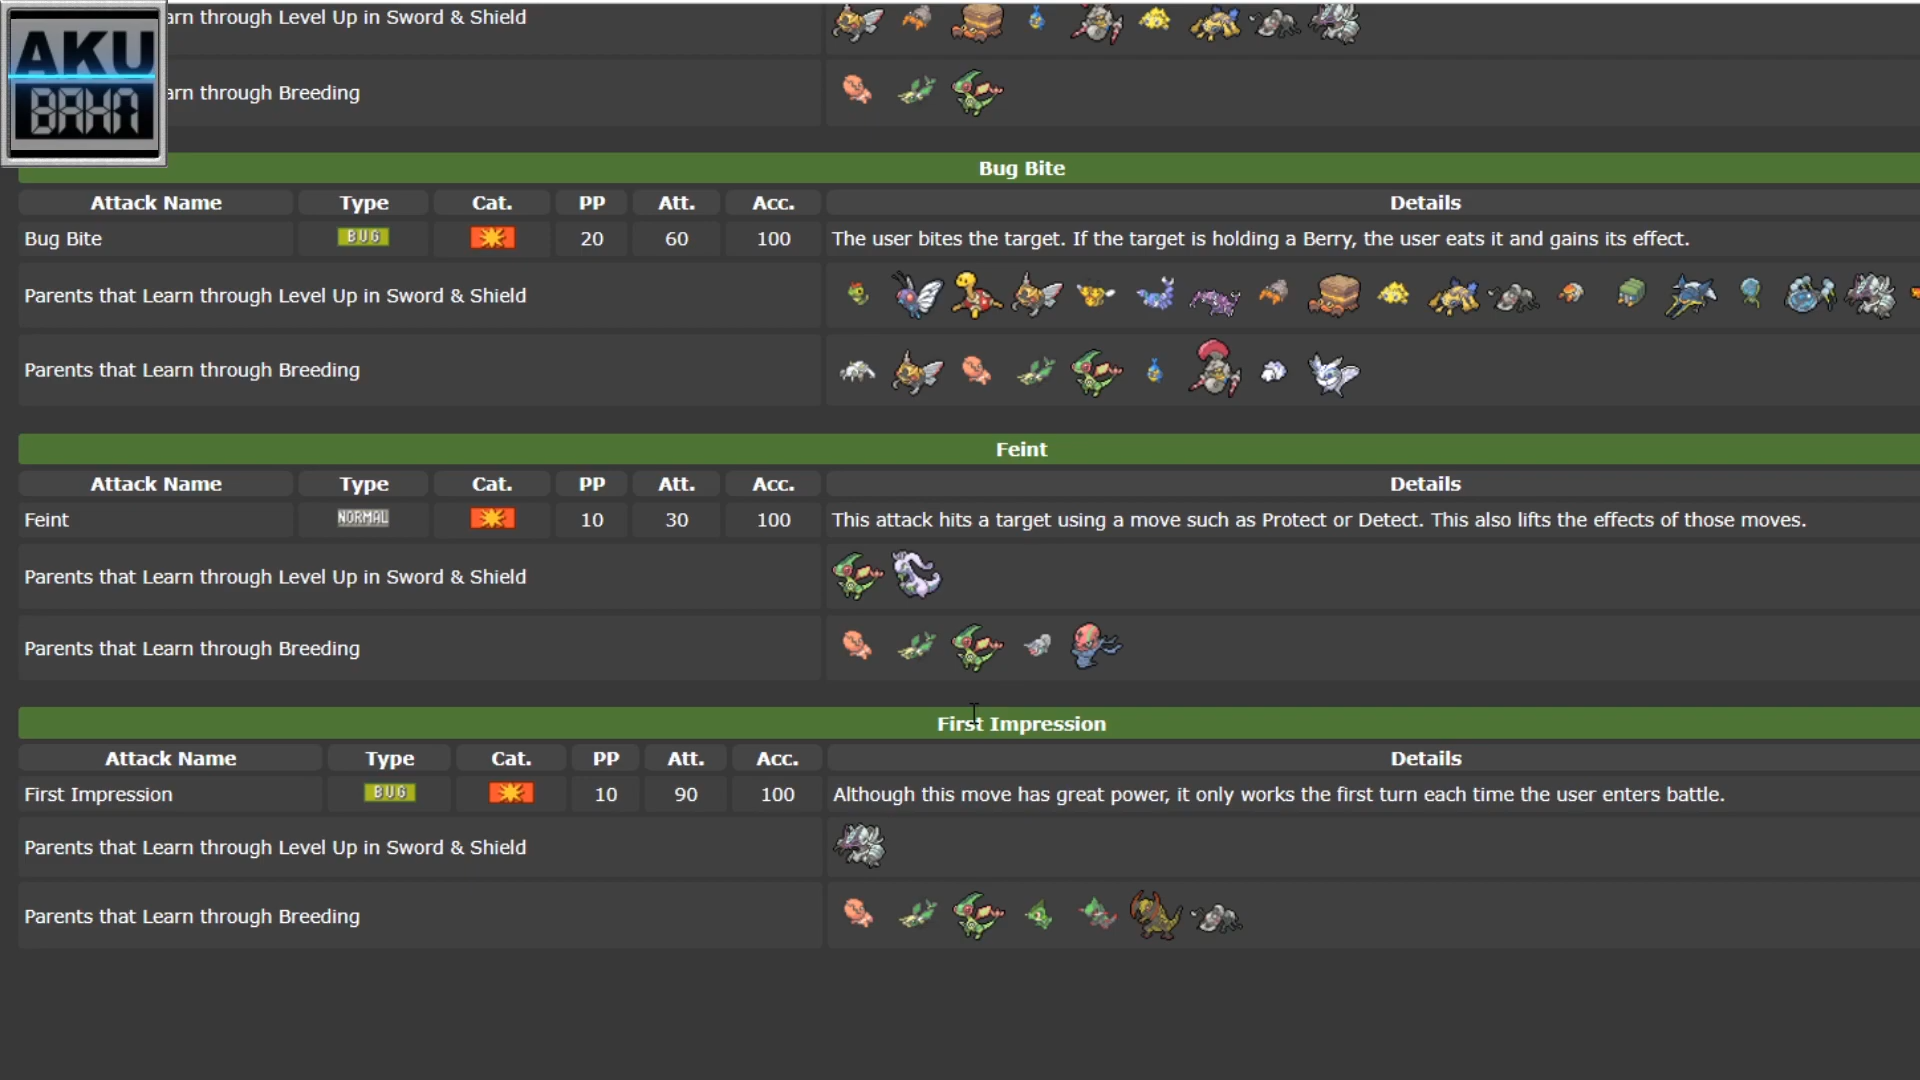 AKU
BAHN
rn through Level Up in Sword & Shield
arn through Breeding
Bug Bite
Attack Name Type Cat. PP Att. Acc. Details
Bug Bite BUG 20 60 100 The user bites the target. If the target is holding a Berry, the user eats it and gains its effect.
Parents that Learn through Level Up in Sword & Shield
Parents that Learn through Breeding
Feint
Attack Name Type Cat. PP Att. Acc. Details
Feint NORMAL 10 30 100 This attack hits a target using a move such as Protect or Detect. This also lifts the effects of those moves.
Parents that Learn through Level Up in Sword & Shield
Parents that Learn through Breeding
First Impression
Attack Name Type Cat. PP Att. Acc. Details
First Impression BUG 10 90 100 Although this move has great power, it only works the first turn each time the user enters battle.
Parents that Learn through Level Up in Sword & Shield
Parents that Learn through Breeding